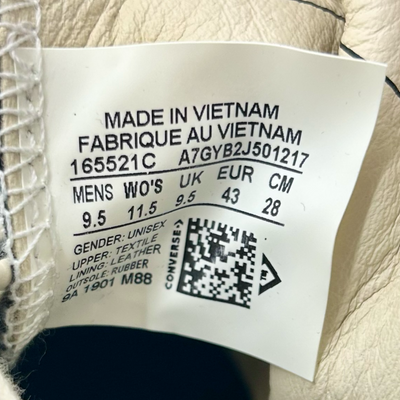 MADE IN VIETNAM
FABRIQUE AU VIETNAM
165521C A7GYB2J501217
MENS WO'S UK EUR CM
9.5 11.5 9.5 43 28
GENDER: UNISEX
UPPER: TEXTILE
LINING: LEATHER
OUTSOLE: RUBBER
9A 1901 M88
CONVERSE